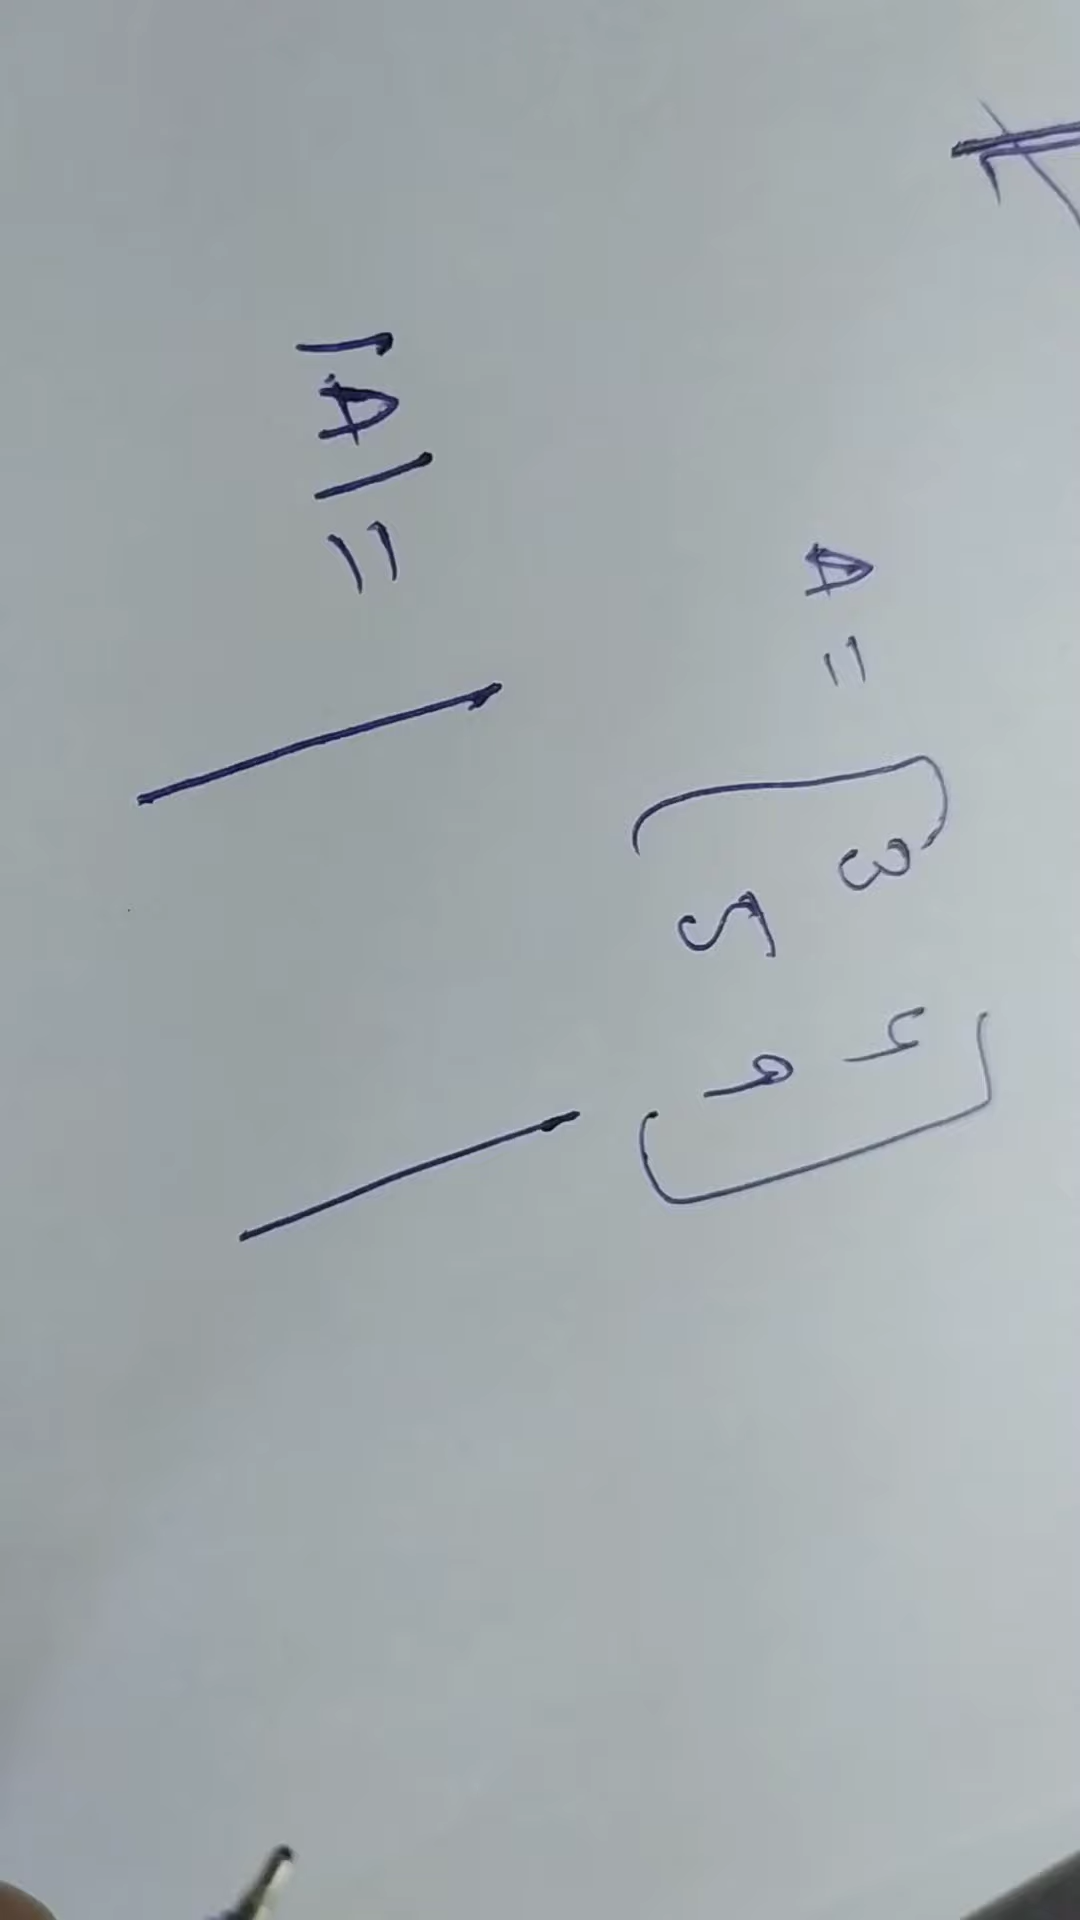 A = [3 4
5 9]
|A| = | |